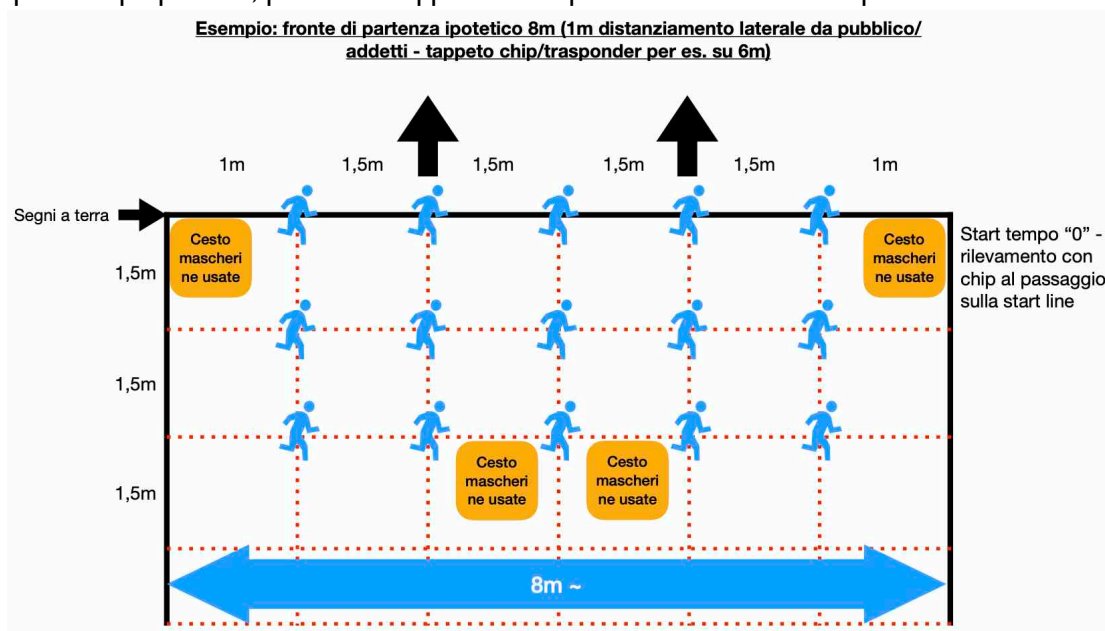 Esempio: fronte di partenza ipotetico 8m (1m distanziamento laterale da pubblico/
addetti - tappeto chip/trasponder per es. su 6m)
1m 1,5m 1,5m 1,5m 1,5m 1m
Segni a terra
Cesto
mascheri
ne usate
Cesto
mascheri
ne usate
Start tempo “0” -
rilevamento con
chip al passaggio
sulla start line
1,5m
1,5m
1,5m
Cesto
mascheri
ne usate
Cesto
mascheri
ne usate
8m ~